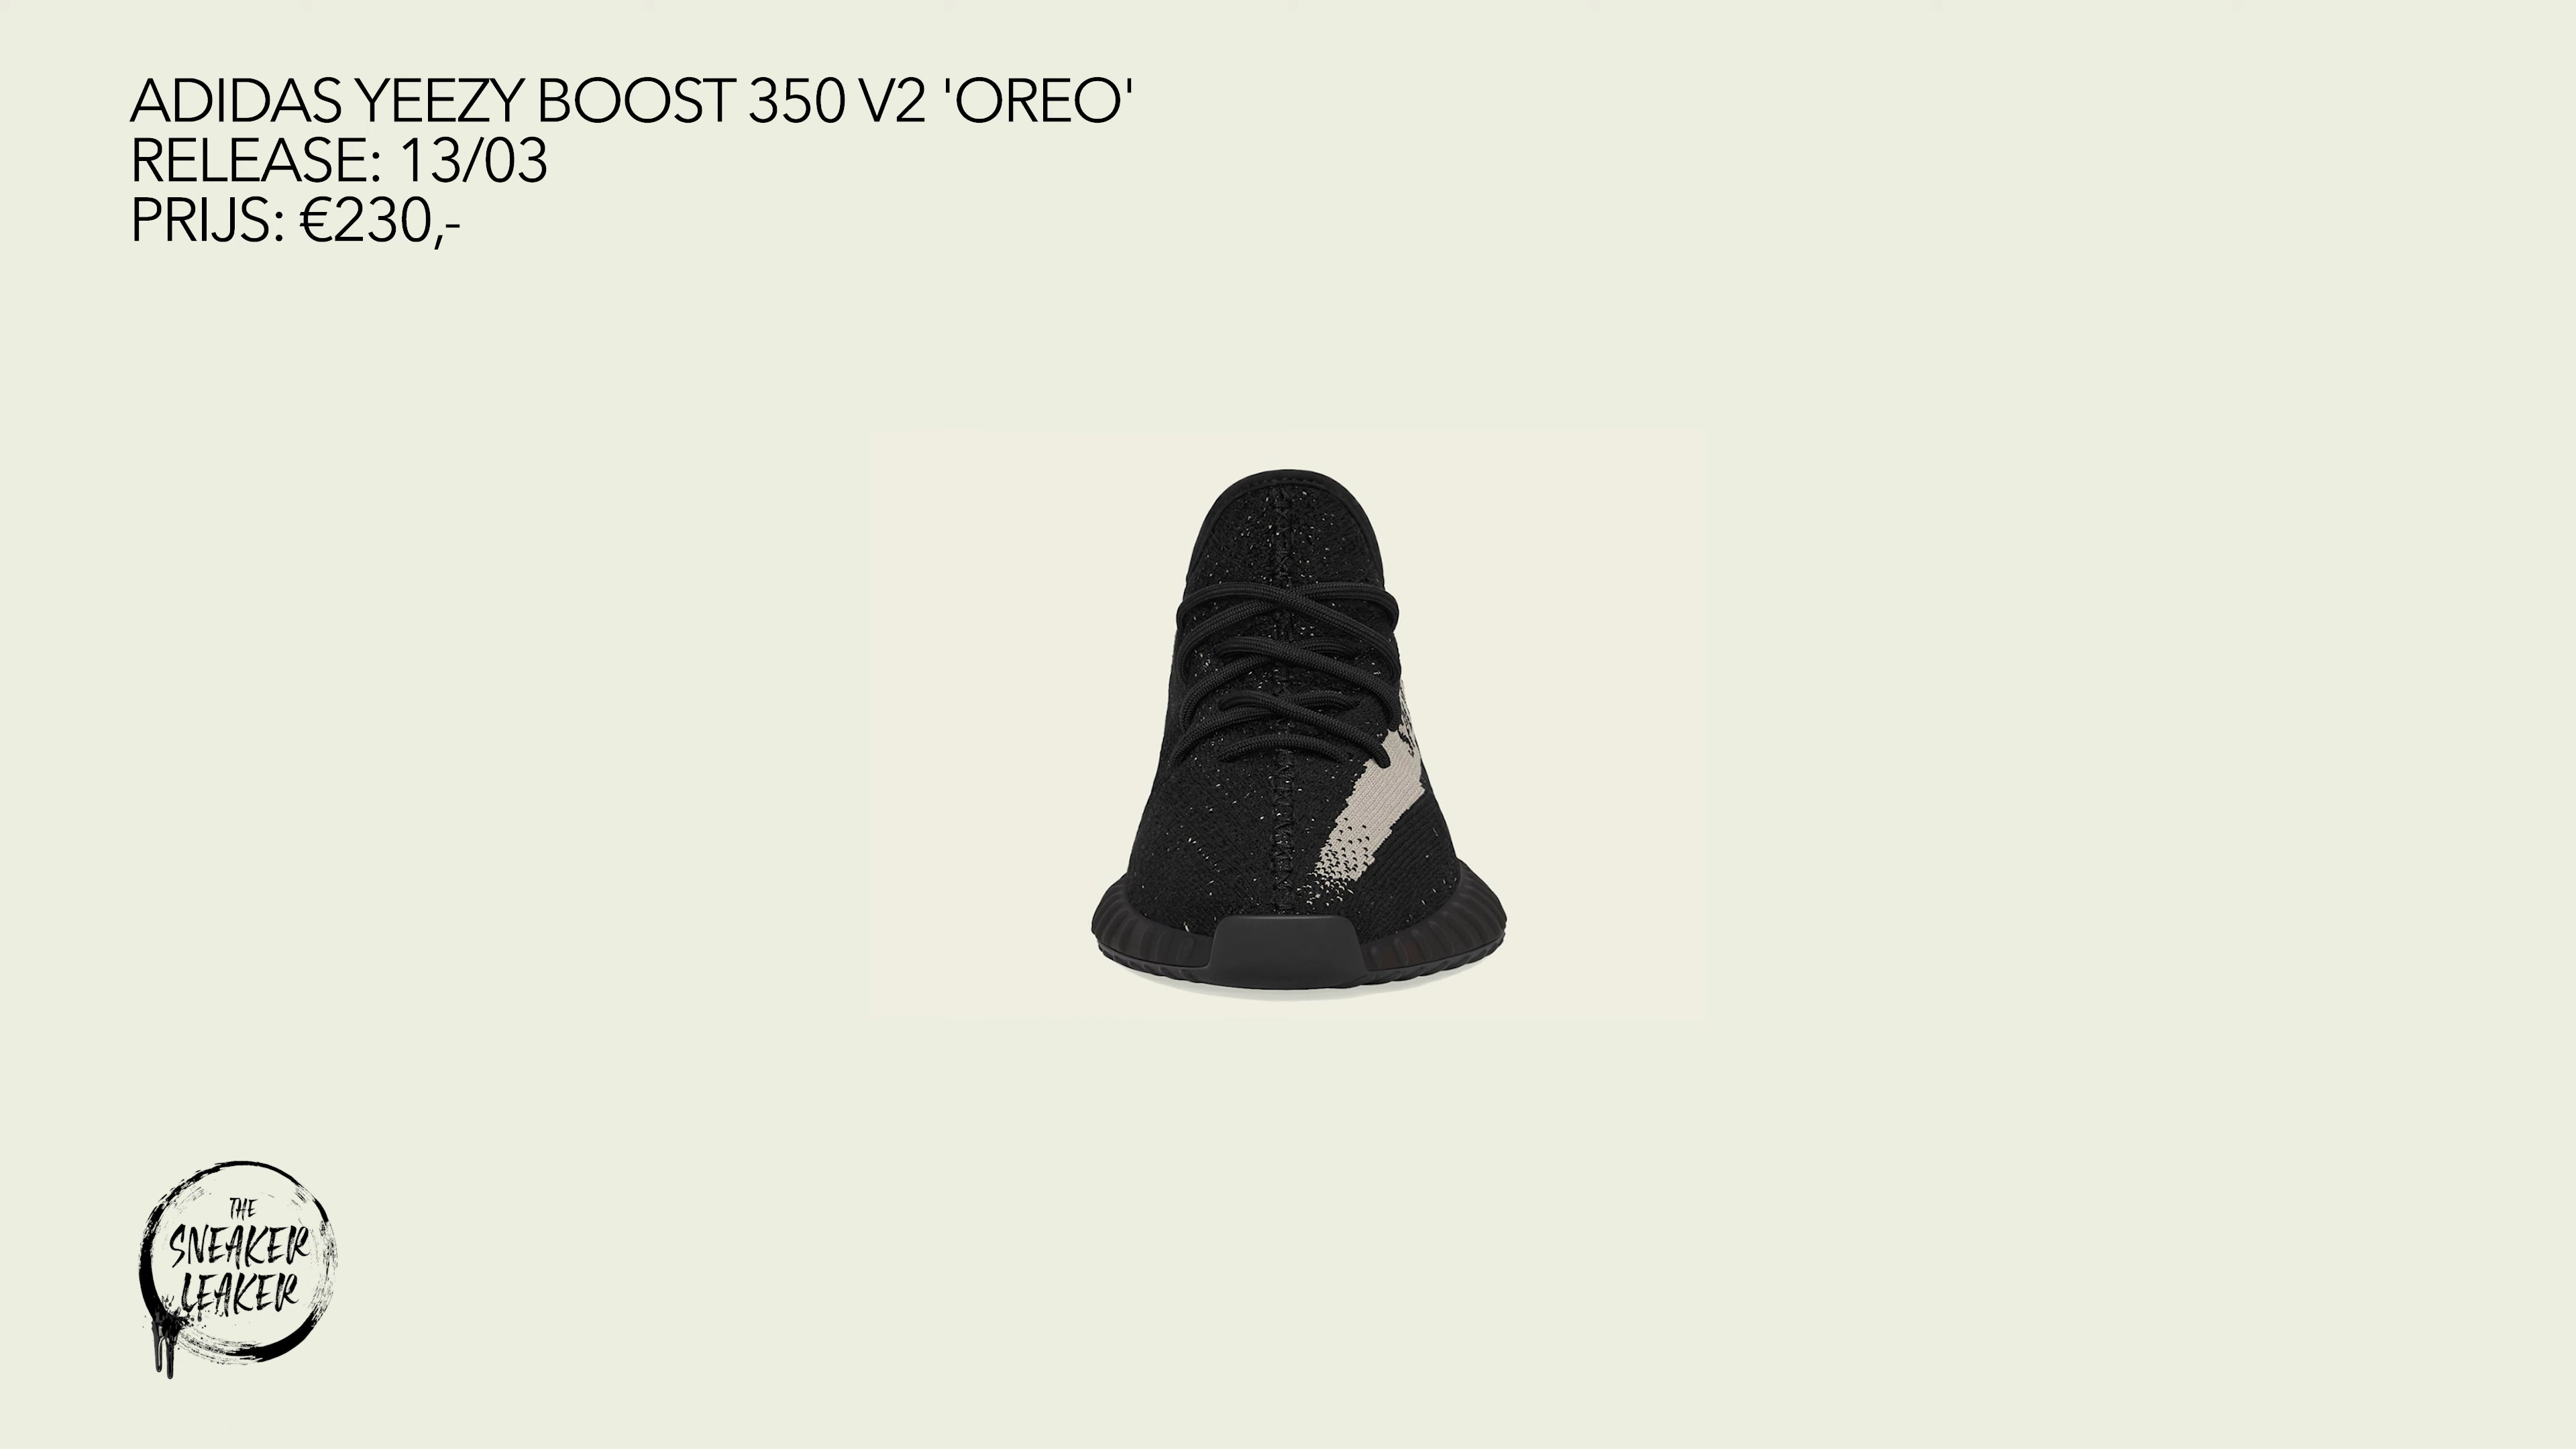 ADIDAS YEEZY BOOST 350 V2 'OREO'
RELEASE: 13/03
PRIJS: €230,-
THE
SNEAKER
LEAKER